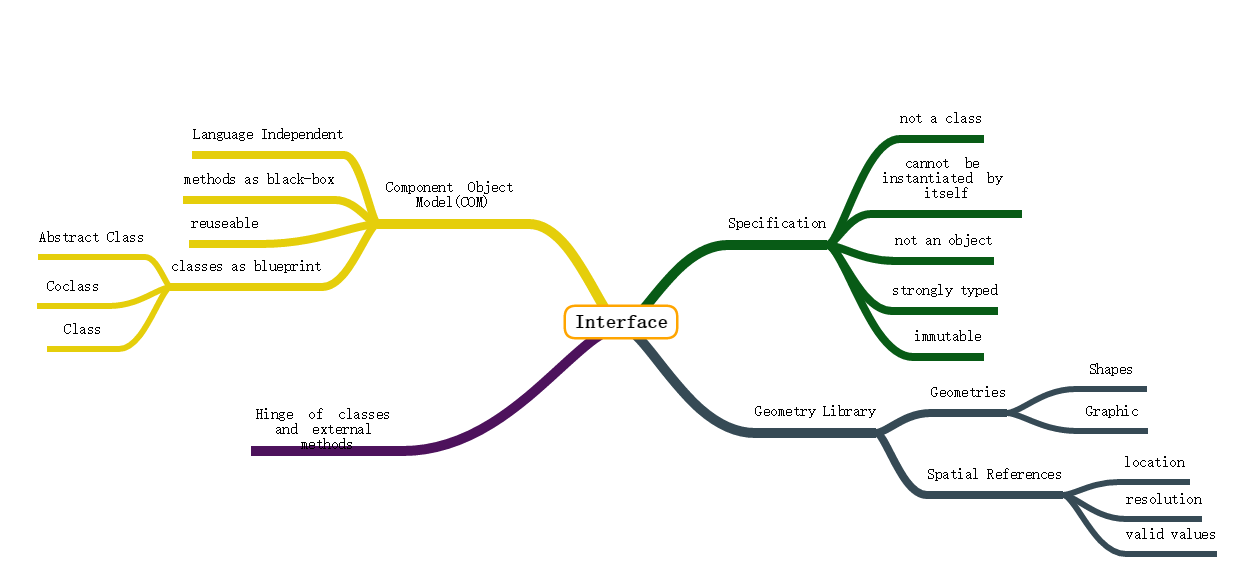 Interface
Component Object
Model(COM)
Language Independent
methods as black-box
reuseable
classes as blueprint
Abstract Class
Coclass
Class
Hinge of classes
and external
methods
Specification
not a class
cannot be
instantiated by
itself
not an object
strongly typed
immutable
Geometry Library
Geometries
Shapes
Graphic
Spatial References
location
resolution
valid values